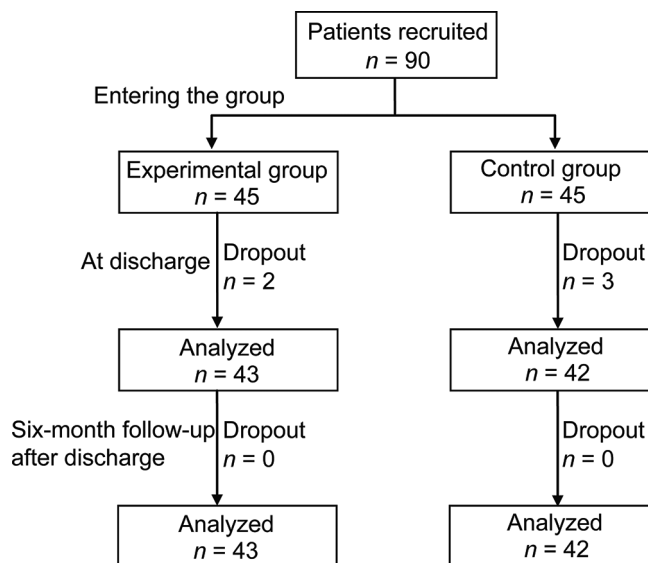 Patients recruited
n = 90
Entering the group
Experimental group
n = 45
Control group
n = 45
At discharge
Dropout
n = 2
Dropout
n = 3
Analyzed
n = 43
Analyzed
n = 42
Six-month follow-up
after discharge
Dropout
n = 0
Dropout
n = 0
Analyzed
n = 43
Analyzed
n = 42